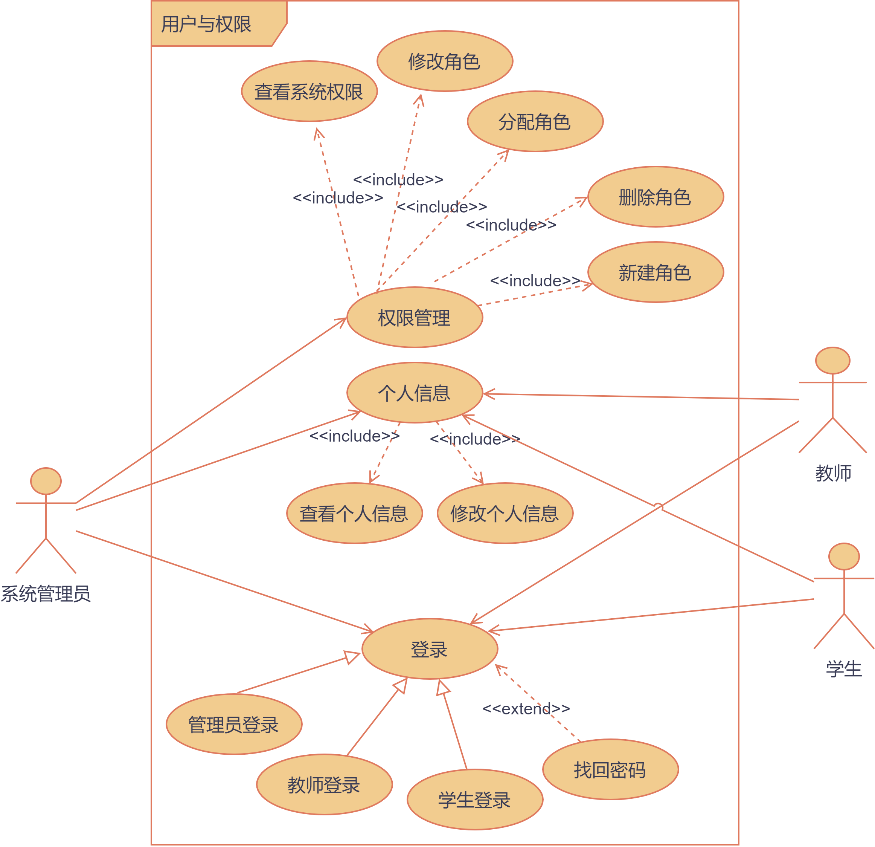 用户与权限
修改角色
查看系统权限
分配角色
<<include>>
<<include>>
<<include>>
删除角色
<<include>>
新建角色
<<include>>
权限管理
个人信息
<<include>>
<<include>>
教师
查看个人信息
修改个人信息
系统管理员
登录
学生
管理员登录
<<extend>>
教师登录
找回密码
学生登录